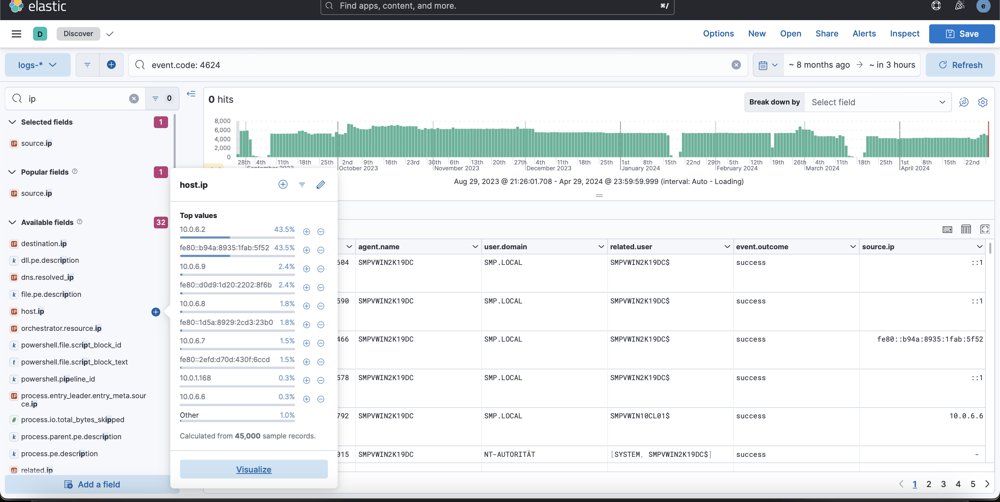 elastic
Find apps, content, and more.
⌘/
e
D
Discover
Options
New
Open
Share
Alerts
Inspect
Save
logs-*
event.code: 4624
~ 8 months ago → ~ in 3 hours
Refresh
ip
0
Selected fields
1
source.ip
Popular fields
1
source.ip
Available fields
32
destination.ip
dll.pe.description
dns.resolved_ip
file.pe.description
host.ip
orchestrator.resource.ip
powershell.file.script_block_id
powershell.file.script_block_text
powershell.pipeline_id
process.entry_leader.entry_meta.sour
ce.ip
process.io.total_bytes_skipped
process.parent.pe.description
process.pe.description
related.ip
Add a field
0 hits
Break down by
Select field
8,000
6,000
4,000
2,000
0
28th 4th 11th 18th 25th 2nd 9th 16th 23rd 30th 6th 13th 20th 27th 4th 11th 18th 25th 1st 8th 15th 22nd 29th 5th 12th 19th 26th 4th 11th 18th 25th 1st 8th 15th 22nd
September 2023 October 2023 November 2023 December 2023 January 2024 February 2024 March 2024 April 2024
Aug 29, 2023 @ 21:26:01.708 - Apr 29, 2024 @ 23:59:59.999 (interval: Auto - Loading)
host.ip
Top values
10.0.6.2 43.5%
fe80::b94a:8935:1fab:5f52 43.5%
10.0.6.9 2.4%
fe80::d0d9:1d20:2202:8f6b 2.4%
10.0.6.8 1.8%
fe80::1d5a:8929:2cd3:23b0 1.8%
10.0.6.7 1.5%
fe80::2efd:d70d:430f:6ccd 1.5%
10.0.1.168 0.3%
10.0.6.6 0.3%
Other 1.0%
Calculated from 45,000 sample records.
Visualize
agent.name user.domain related.user event.outcome source.ip
604 SMPVWIN2K19DC SMP.LOCAL SMPVWIN2K19DC$ success ::1
590 SMPVWIN2K19DC SMP.LOCAL SMPVWIN2K19DC$ success ::1
466 SMPVWIN2K19DC SMP.LOCAL SMPVWIN2K19DC$ success fe80::b94a:8935:1fab:5f52
578 SMPVWIN2K19DC SMP.LOCAL SMPVWIN2K19DC$ success ::1
792 SMPVWIN2K19DC SMP.LOCAL SMPVWIN10CL01$ success 10.0.6.6
015 SMPVWIN2K19DC NT-AUTORITÄT [SYSTEM, SMPVWIN2K19DC$] success -
1 2 3 4 5